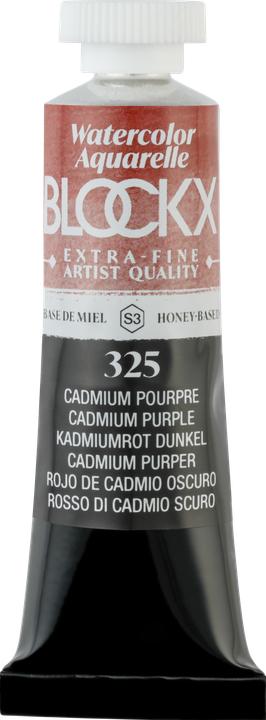 Watercolor
Aquarelle
BLOCKX
EXTRA-FINE
ARTIST QUALITY
BASE DE MIEL S3 HONEY-BASED
325
CADMIUM POURPRE
CADMIUM PURPLE
KADMIUMROT DUNKEL
CADMIUM PURPER
ROJO DE CADMIO OSCURO
ROSSO DI CADMIO SCURO